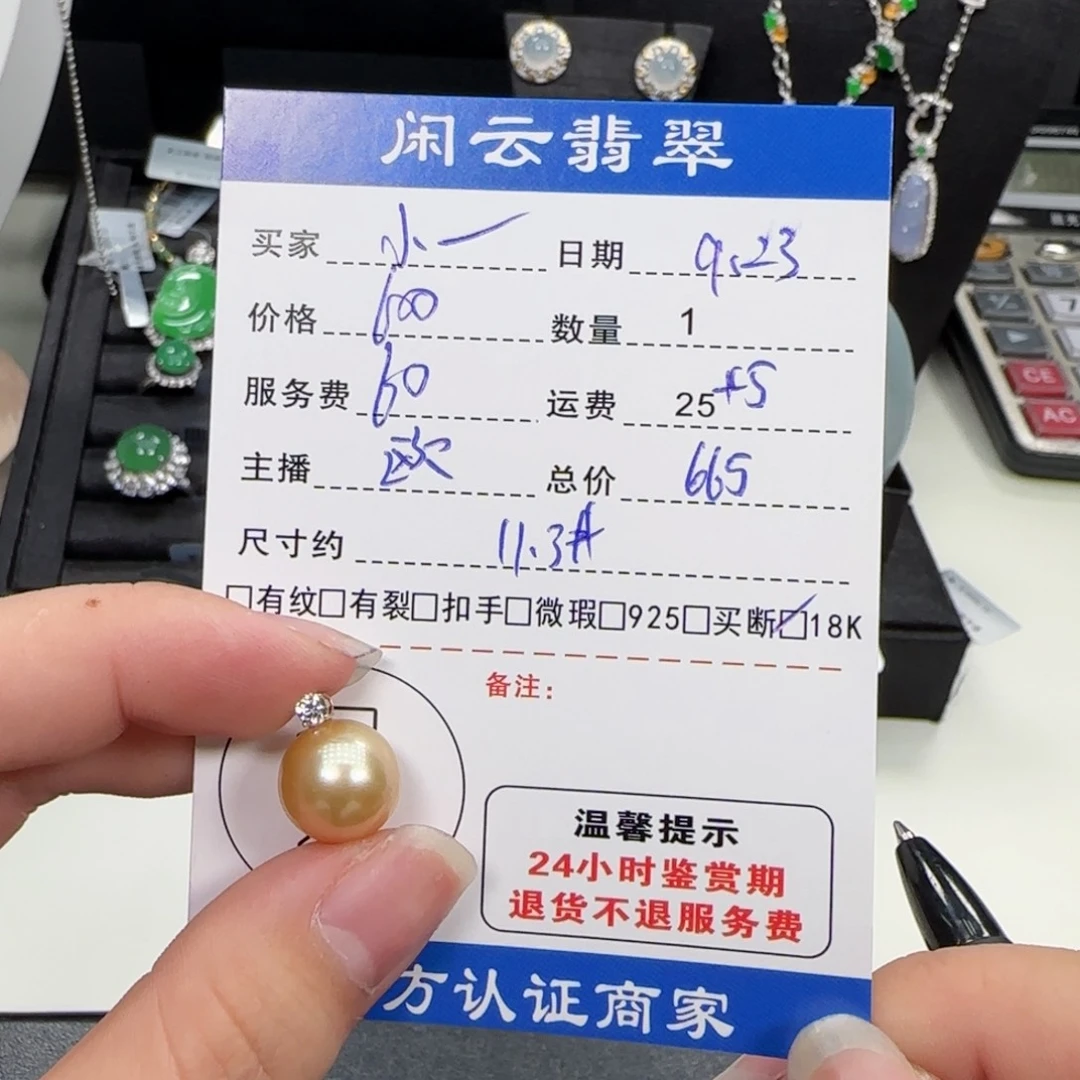 闲云翡翠
买家 小一 日期 9.23
价格 600 数量 1
服务费 60 运费 25+5
主播 欧 总价 665
尺寸约 11.3A
□有纹□有裂□扣手□微瑕□925□买断□18K
备注：
温馨提示
24小时鉴赏期
退货不退服务费
方认证商家
CE
AC
7